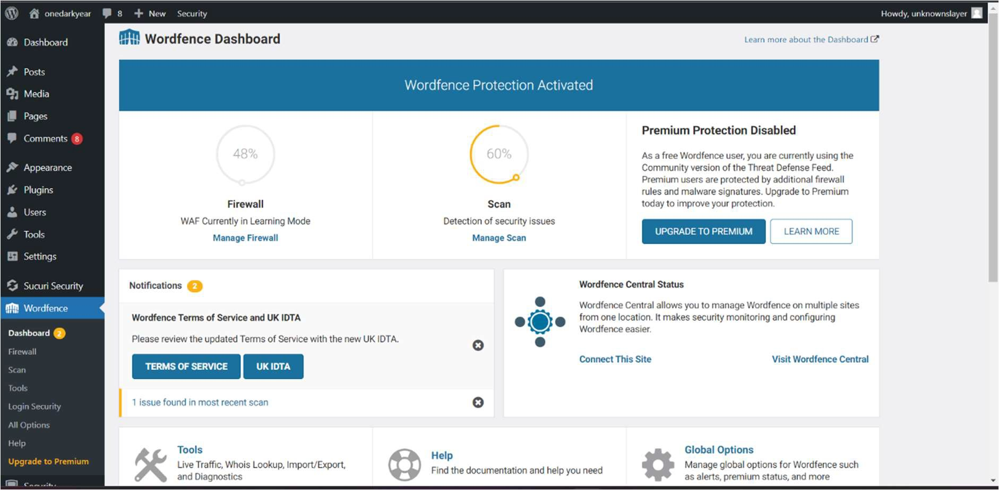 onedarkyear
8
New
Security
Howdy, unknownslayer
Dashboard
Posts
Media
Pages
Comments 8
Appearance
Plugins
Users
Tools
Settings
Sucuri Security
Wordfence
Dashboard 2
Firewall
Scan
Tools
Login Security
All Options
Help
Upgrade to Premium
Security
Wordfence Dashboard
Learn more about the Dashboard
Wordfence Protection Activated
48%
Firewall
WAF Currently in Learning Mode
Manage Firewall
60%
Scan
Detection of security issues
Manage Scan
Premium Protection Disabled
As a free Wordfence user, you are currently using the
Community version of the Threat Defense Feed.
Premium users are protected by additional firewall
rules and malware signatures. Upgrade to Premium
today to improve your protection.
UPGRADE TO PREMIUM
LEARN MORE
Notifications 2
Wordfence Terms of Service and UK IDTA
Please review the updated Terms of Service with the new UK IDTA.
TERMS OF SERVICE
UK IDTA
1 issue found in most recent scan
Wordfence Central Status
Wordfence Central allows you to manage Wordfence on multiple sites
from one location. It makes security monitoring and configuring
Wordfence easier.
Connect This Site
Visit Wordfence Central
Tools
Live Traffic, Whois Lookup, Import/Export,
and Diagnostics
Help
Find the documentation and help you need
Global Options
Manage global options for Wordfence such
as alerts, premium status, and more